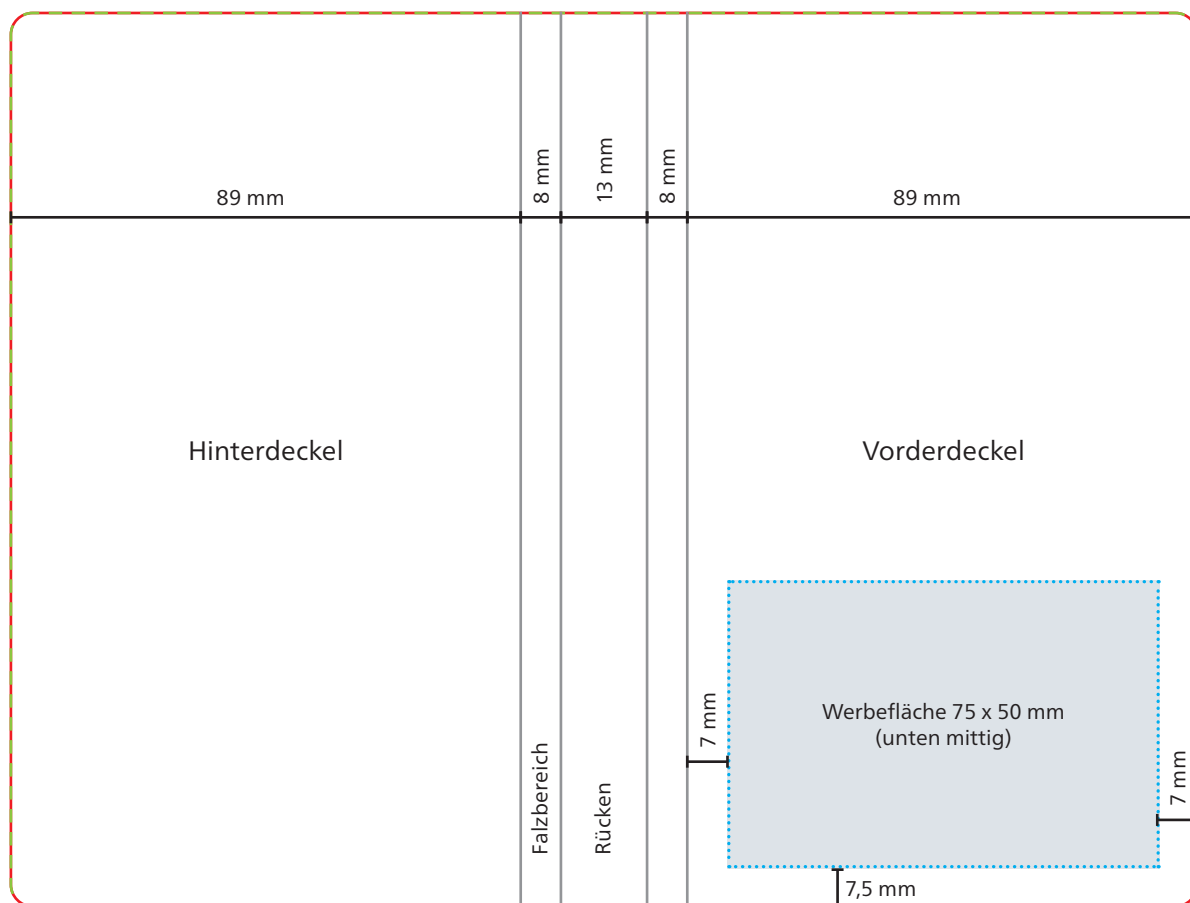 89 mm
8 mm
13 mm
8 mm
89 mm
Hinterdeckel
Vorderdeckel
Werbefläche 75 x 50 mm
(unten mittig)
7 mm
7 mm
Falzbereich
Rücken
7,5 mm